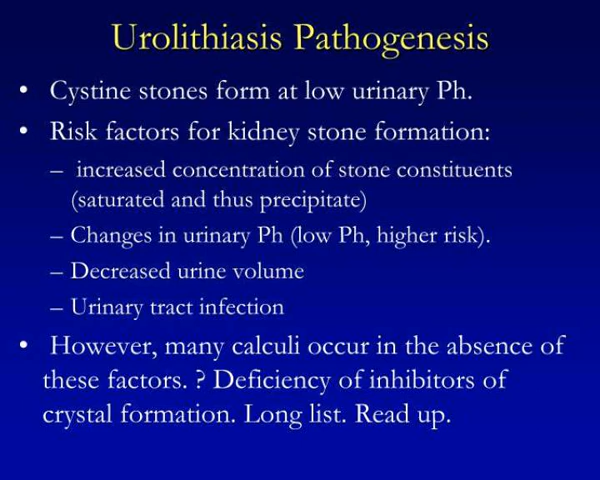 Urolithiasis Pathogenesis
• Cystine stones form at low urinary Ph.
• Risk factors for kidney stone formation:
– increased concentration of stone constituents
(saturated and thus precipitate)
– Changes in urinary Ph (low Ph, higher risk).
– Decreased urine volume
– Urinary tract infection
• However, many calculi occur in the absence of
these factors. ? Deficiency of inhibitors of
crystal formation. Long list. Read up.